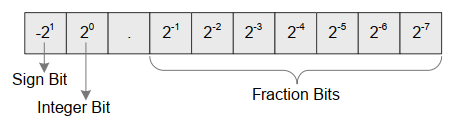 -2¹ 2⁰ . 2⁻¹ 2⁻² 2⁻³ 2⁻⁴ 2⁻⁵ 2⁻⁶ 2⁻⁷
Sign Bit
Integer Bit
Fraction Bits